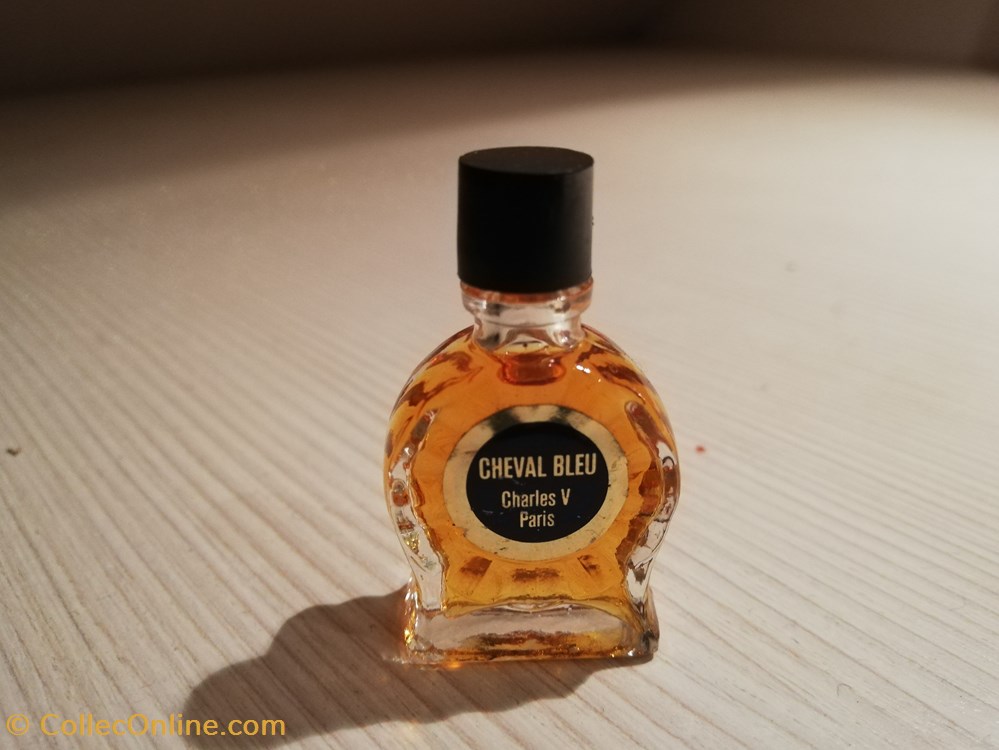 CHEVAL BLEU
Charles V
Paris
© CollecOnline.com